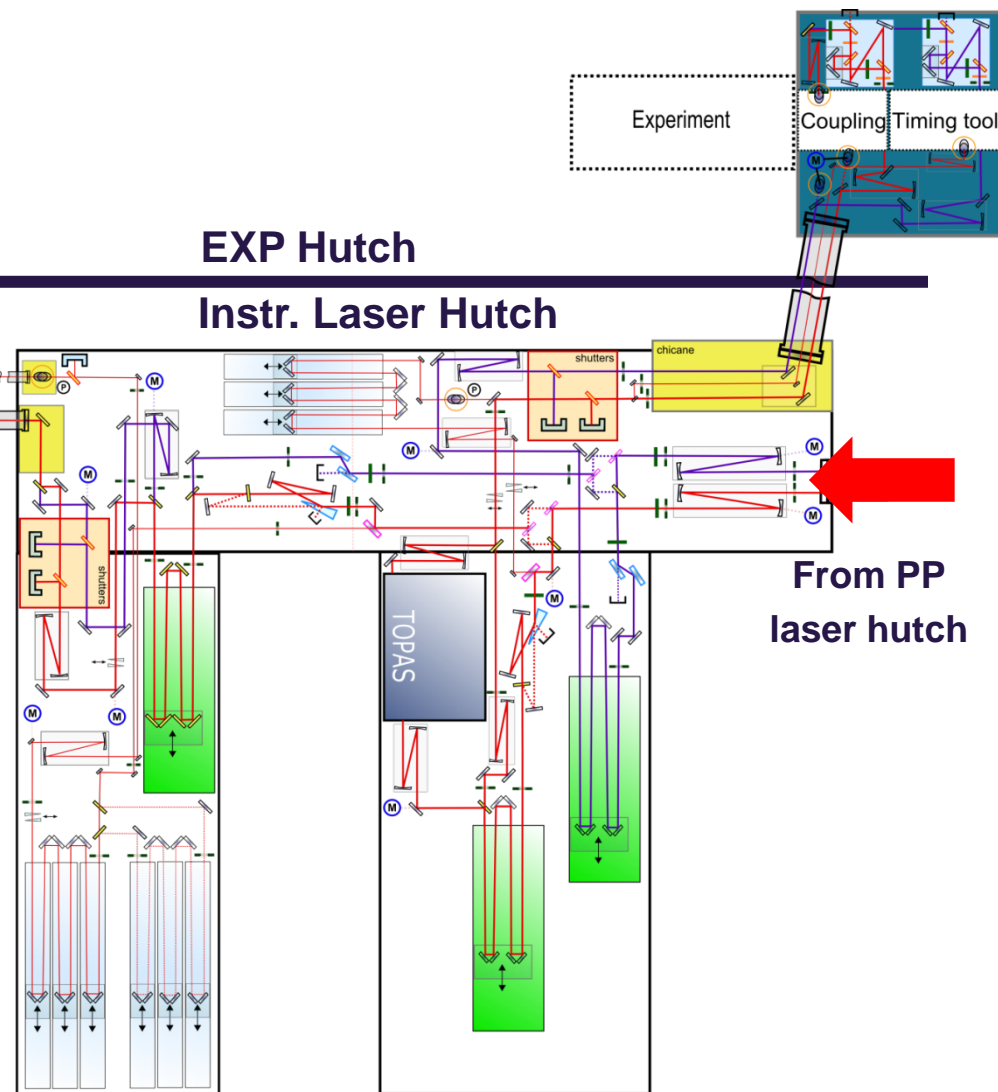 Experiment
Coupling
Timing tool
M
EXP Hutch
Instr. Laser Hutch
shutters
chicane
P
M
P
M
M
M
M
From PP
laser hutch
shutters
TOPAS
M
M
M
M